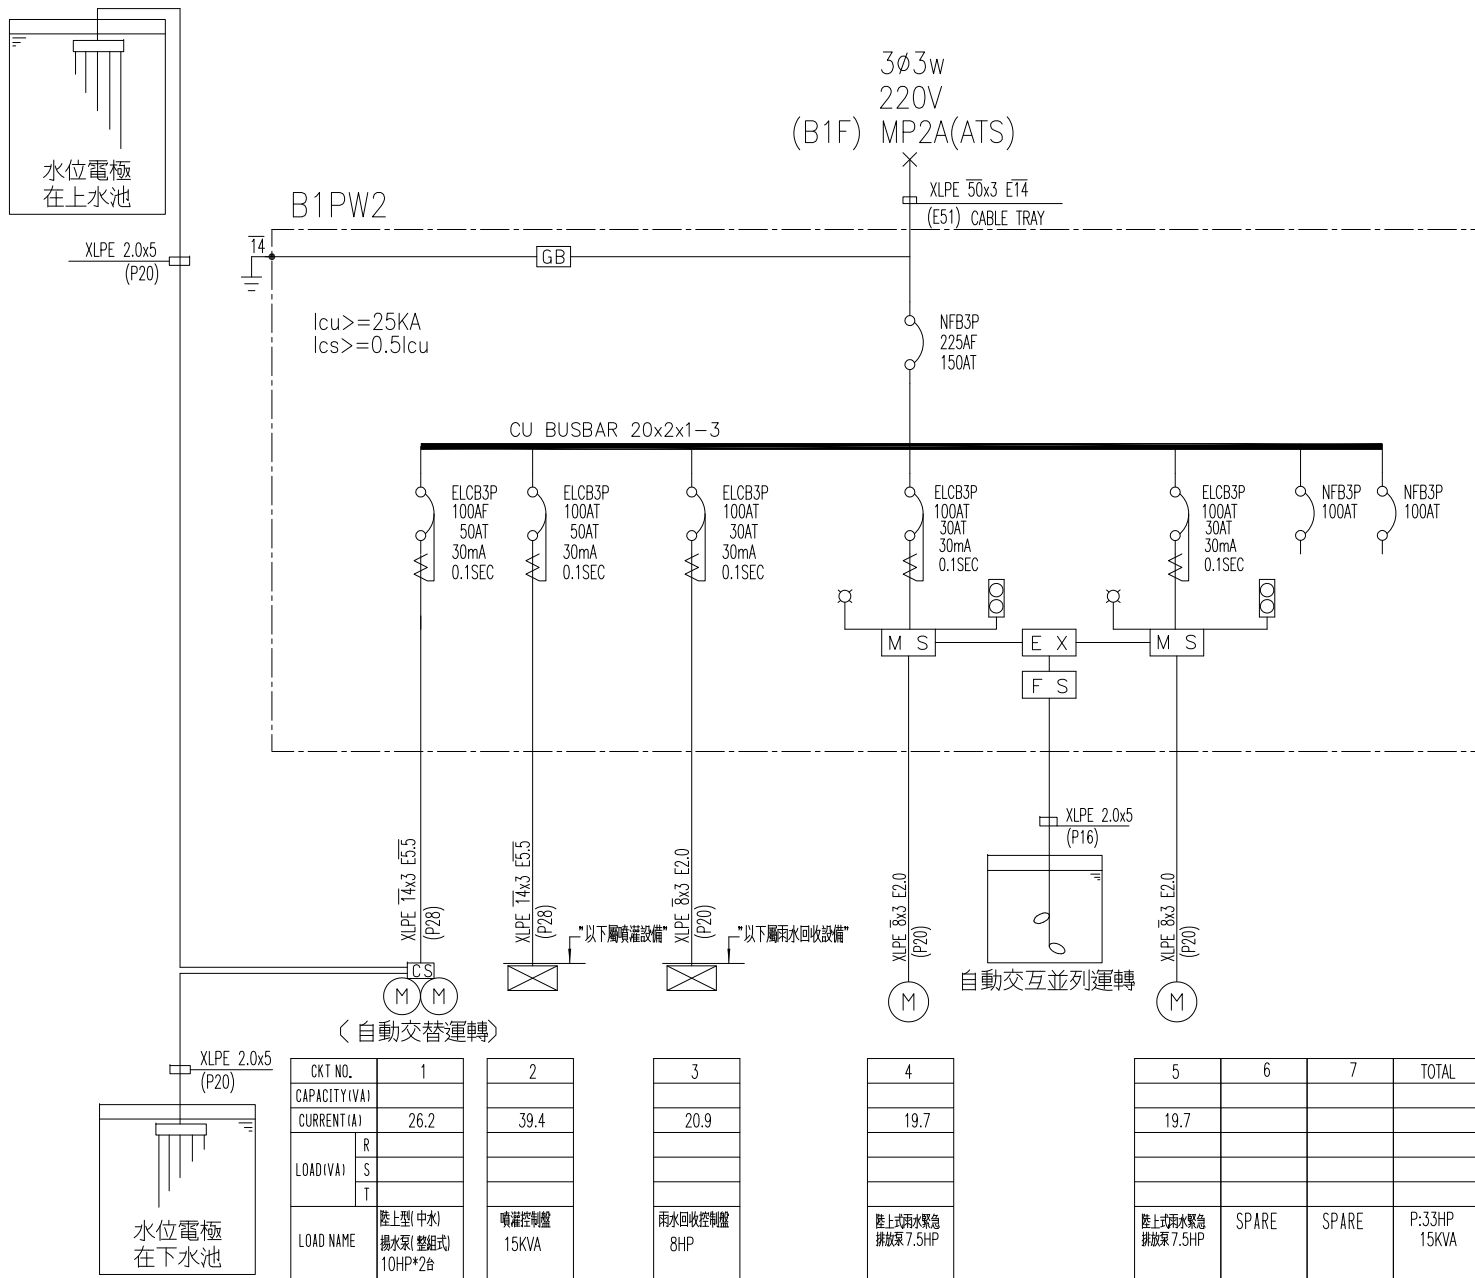 水位電極
在上水池
XLPE 2.0x5
(P20)
3ø3w
220V
(B1F) MP2A(ATS)
XLPE 50x3 E14
(E51) CABLE TRAY
B1PW2
14
GB
Icu>=25KA
Ics>=0.5Icu
NFB3P
225AF
150AT
CU BUSBAR 20x2x1-3
ELCB3P
100AF
50AT
30mA
0.1SEC
ELCB3P
100AT
50AT
30mA
0.1SEC
ELCB3P
100AT
30AT
30mA
0.1SEC
ELCB3P
100AT
30AT
30mA
0.1SEC
ELCB3P
100AT
30AT
30mA
0.1SEC
NFB3P
100AT
NFB3P
100AT
M S
E X
M S
F S
XLPE 14x3 E5.5
(P28)
XLPE 14x3 E5.5
(P28)
"以下屬噴灌設備"
XLPE 8x3 E2.0
(P20)
"以下屬雨水回收設備"
XLPE 8x3 E2.0
(P20)
XLPE 2.0x5
(P16)
自動交互並列運轉
XLPE 8x3 E2.0
(P20)
CS
M M
(自動交替運轉)
M
M
XLPE 2.0x5
(P20)
水位電極
在下水池
CKT NO. 1 2 3 4 5 6 7 TOTAL
CAPACITY(VA)
CURRENT(A) 26.2 39.4 20.9 19.7 19.7
LOAD(VA) R
S
T
LOAD NAME
陸上型(中水)
揚水泵(整組式)
10HP*2台
噴灌控制盤
15KVA
雨水回收控制盤
8HP
陸上式雨水緊急
排放泵7.5HP
陸上式雨水緊急
排放泵7.5HP
SPARE
SPARE
P:33HP
15KVA